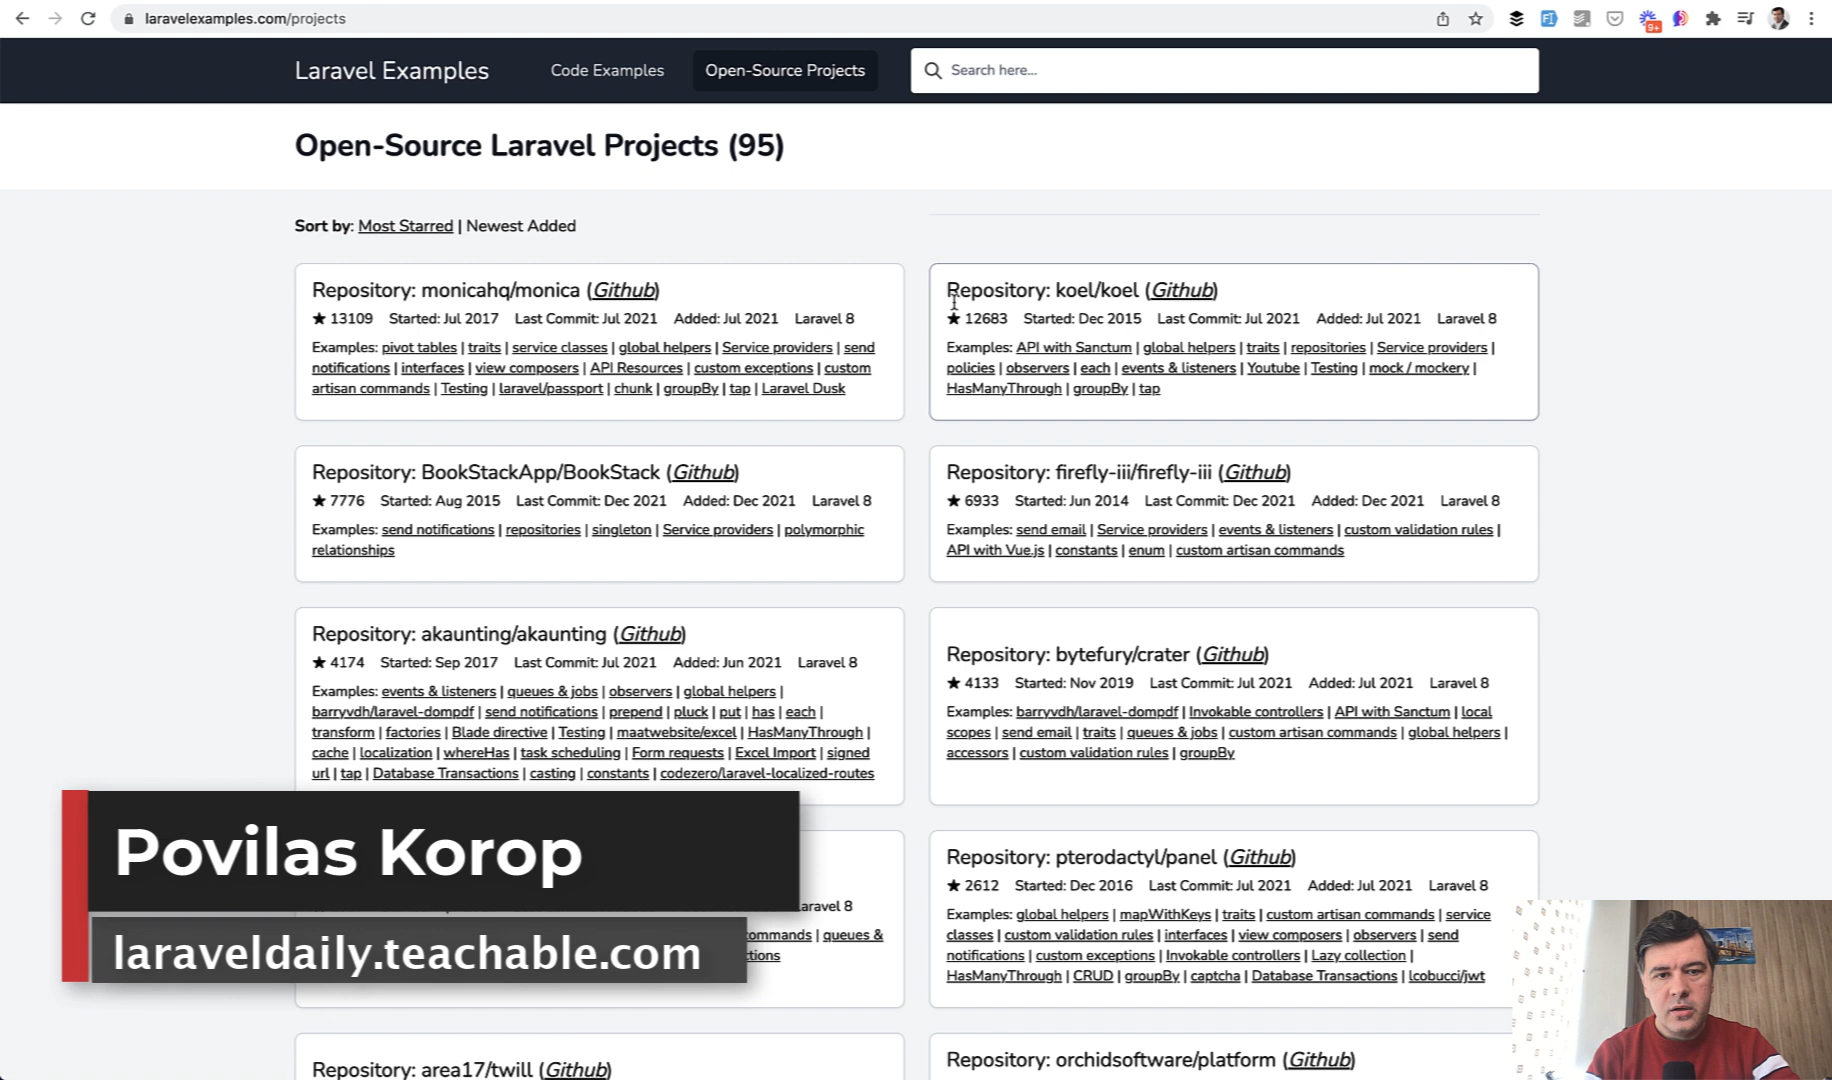 laravelexamples.com/projects
9+
Laravel Examples
Code Examples
Open-Source Projects
Search here...
Open-Source Laravel Projects (95)
Sort by: Most Starred | Newest Added
Repository: monicahq/monica (Github)
★ 13109 Started: Jul 2017 Last Commit: Jul 2021 Added: Jul 2021 Laravel 8
Examples: pivot tables | traits | service classes | global helpers | Service providers | send
notifications | interfaces | view composers | API Resources | custom exceptions | custom
artisan commands | Testing | laravel/passport | chunk | groupBy | tap | Laravel Dusk
Repository: koel/koel (Github)
★ 12683 Started: Dec 2015 Last Commit: Jul 2021 Added: Jul 2021 Laravel 8
Examples: API with Sanctum | global helpers | traits | repositories | Service providers |
policies | observers | each | events & listeners | Youtube | Testing | mock / mockery |
HasManyThrough | groupBy | tap
Repository: BookStackApp/BookStack (Github)
★ 7776 Started: Aug 2015 Last Commit: Dec 2021 Added: Dec 2021 Laravel 8
Examples: send notifications | repositories | singleton | Service providers | polymorphic
relationships
Repository: firefly-iii/firefly-iii (Github)
★ 6933 Started: Jun 2014 Last Commit: Dec 2021 Added: Dec 2021 Laravel 8
Examples: send email | Service providers | events & listeners | custom validation rules |
API with Vue.js | constants | enum | custom artisan commands
Repository: akaunting/akaunting (Github)
★ 4174 Started: Sep 2017 Last Commit: Jul 2021 Added: Jun 2021 Laravel 8
Examples: events & listeners | queues & jobs | observers | global helpers |
barryvdh/laravel-dompdf | send notifications | prepend | pluck | put | has | each |
transform | factories | Blade directive | Testing | maatwebsite/excel | HasManyThrough |
cache | localization | whereHas | task scheduling | Form requests | Excel Import | signed
url | tap | Database Transactions | casting | constants | codezero/laravel-localized-routes
Repository: bytefury/crater (Github)
★ 4133 Started: Nov 2019 Last Commit: Jul 2021 Added: Jul 2021 Laravel 8
Examples: barryvdh/laravel-dompdf | Invokable controllers | API with Sanctum | local
scopes | send email | traits | queues & jobs | custom artisan commands | global helpers |
accessors | custom validation rules | groupBy
Povilas Korop
laraveldaily.teachable.com
aravel 8
ommands | queues &
tions
Repository: pterodactyl/panel (Github)
★ 2612 Started: Dec 2016 Last Commit: Jul 2021 Added: Jul 2021 Laravel 8
Examples: global helpers | mapWithKeys | traits | custom artisan commands | service
classes | custom validation rules | interfaces | view composers | observers | send
notifications | custom exceptions | Invokable controllers | Lazy collection |
HasManyThrough | CRUD | groupBy | captcha | Database Transactions | lcobucci/jwt
Repository: area17/twill (Github)
Repository: orchidsoftware/platform (Github)